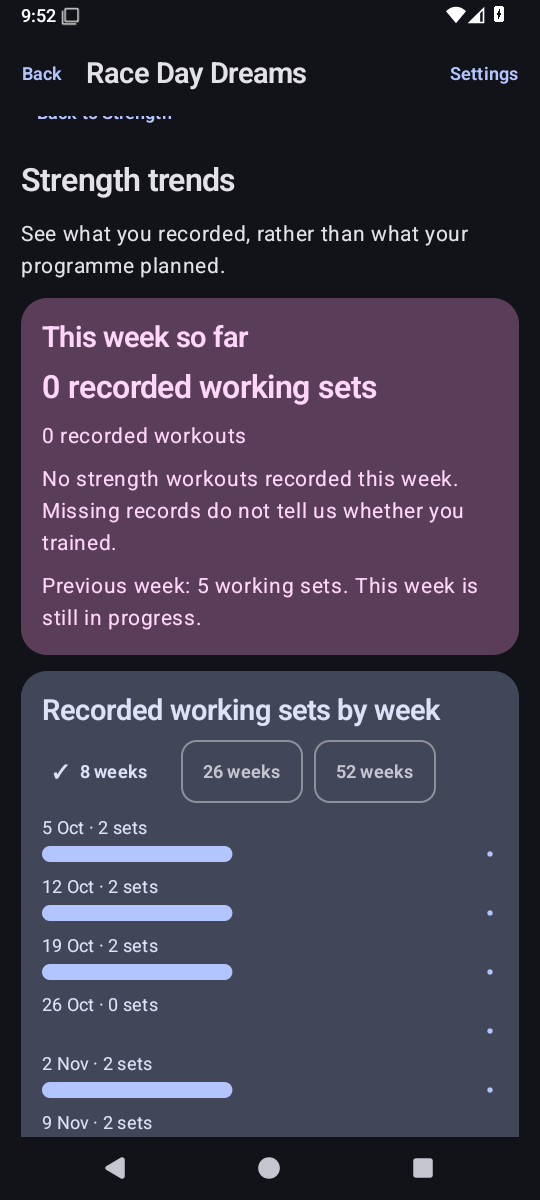 9:52
Back Race Day Dreams Settings
Back to Strength
Strength trends
See what you recorded, rather than what your
programme planned.
This week so far
0 recorded working sets
0 recorded workouts
No strength workouts recorded this week.
Missing records do not tell us whether you
trained.
Previous week: 5 working sets. This week is
still in progress.
Recorded working sets by week
✓ 8 weeks 26 weeks 52 weeks
5 Oct · 2 sets
12 Oct · 2 sets
19 Oct · 2 sets
26 Oct · 0 sets
2 Nov · 2 sets
9 Nov · 2 sets